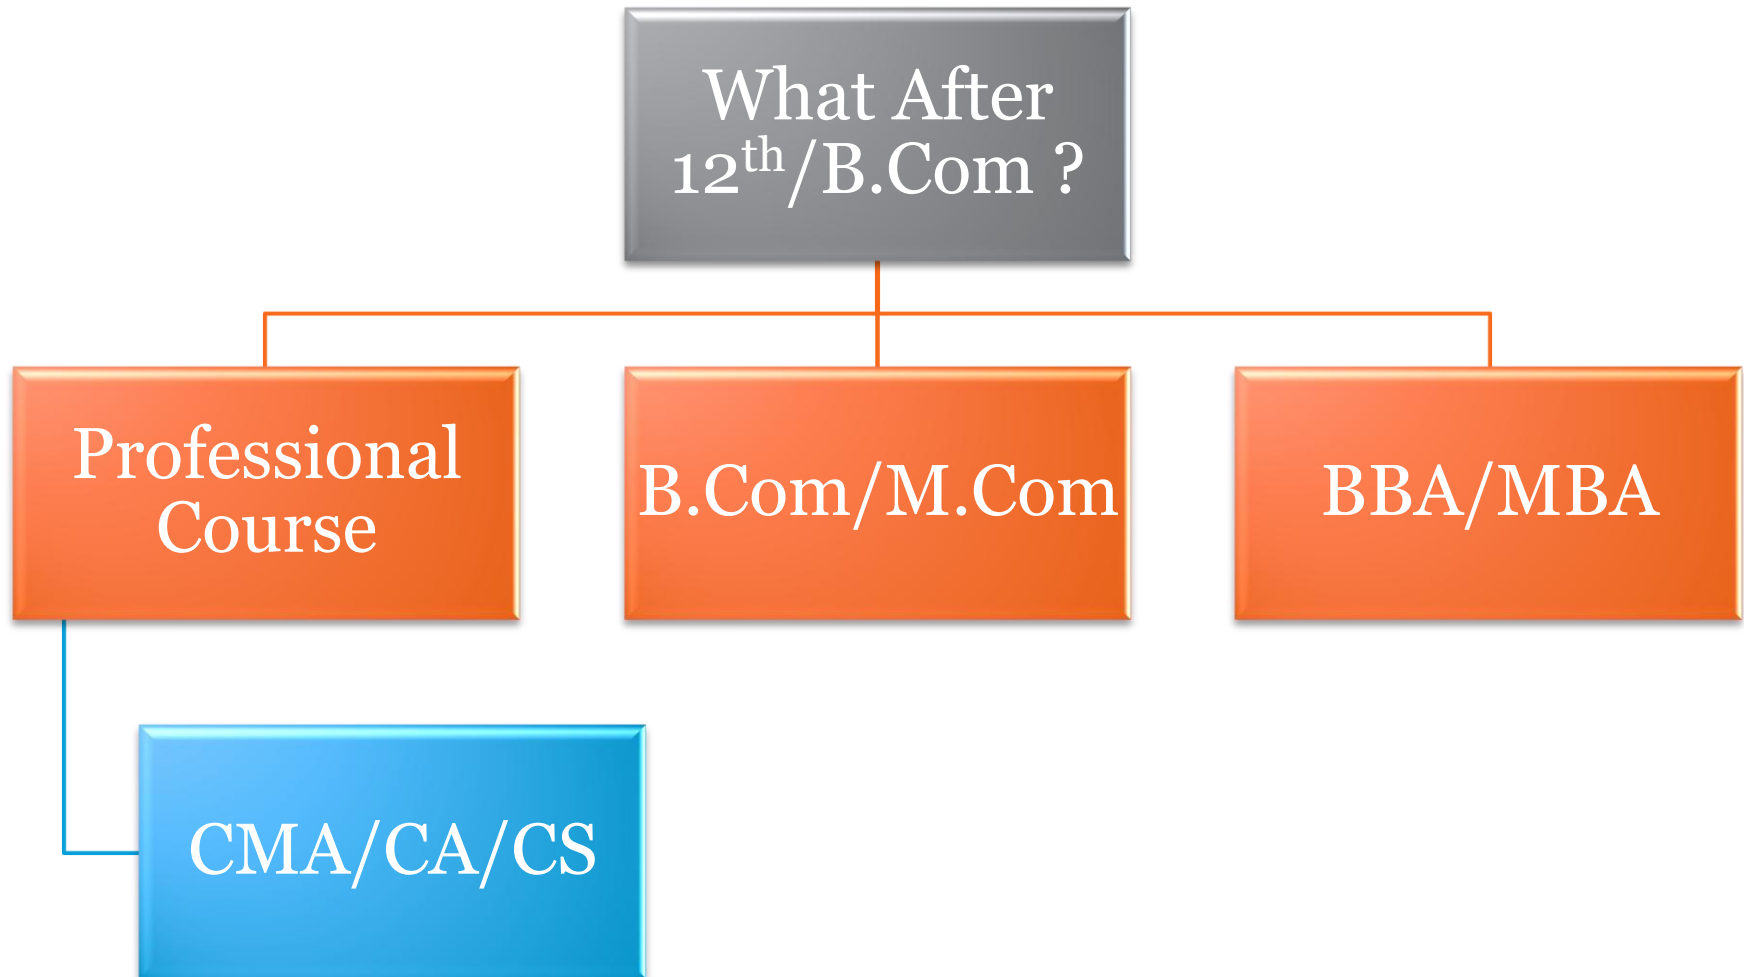 What After
12th/B.Com ?
Professional
Course
B.Com/M.Com
BBA/MBA
CMA/CA/CS